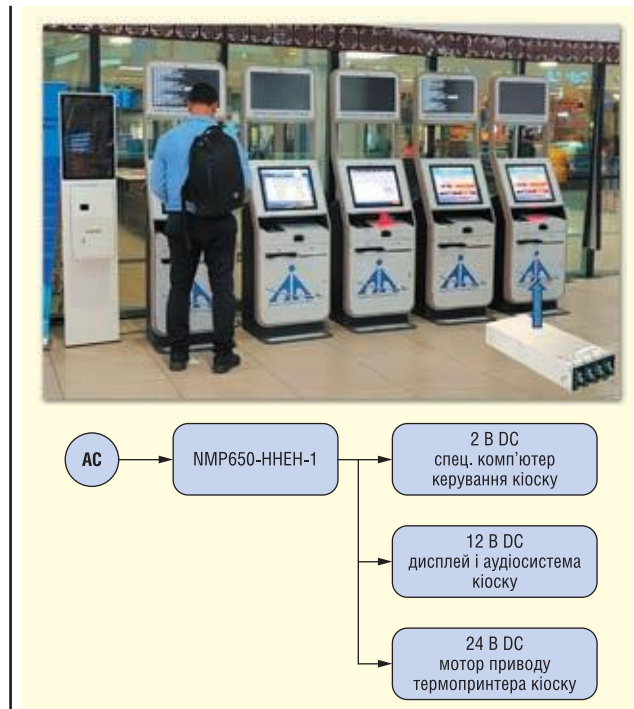 AC
NMP650-HHEH-1
2 В DC
спец. комп’ютер
керування кіоску
12 В DC
дисплей і аудіосистема
кіоску
24 В DC
мотор приводу
термопринтера кіоску